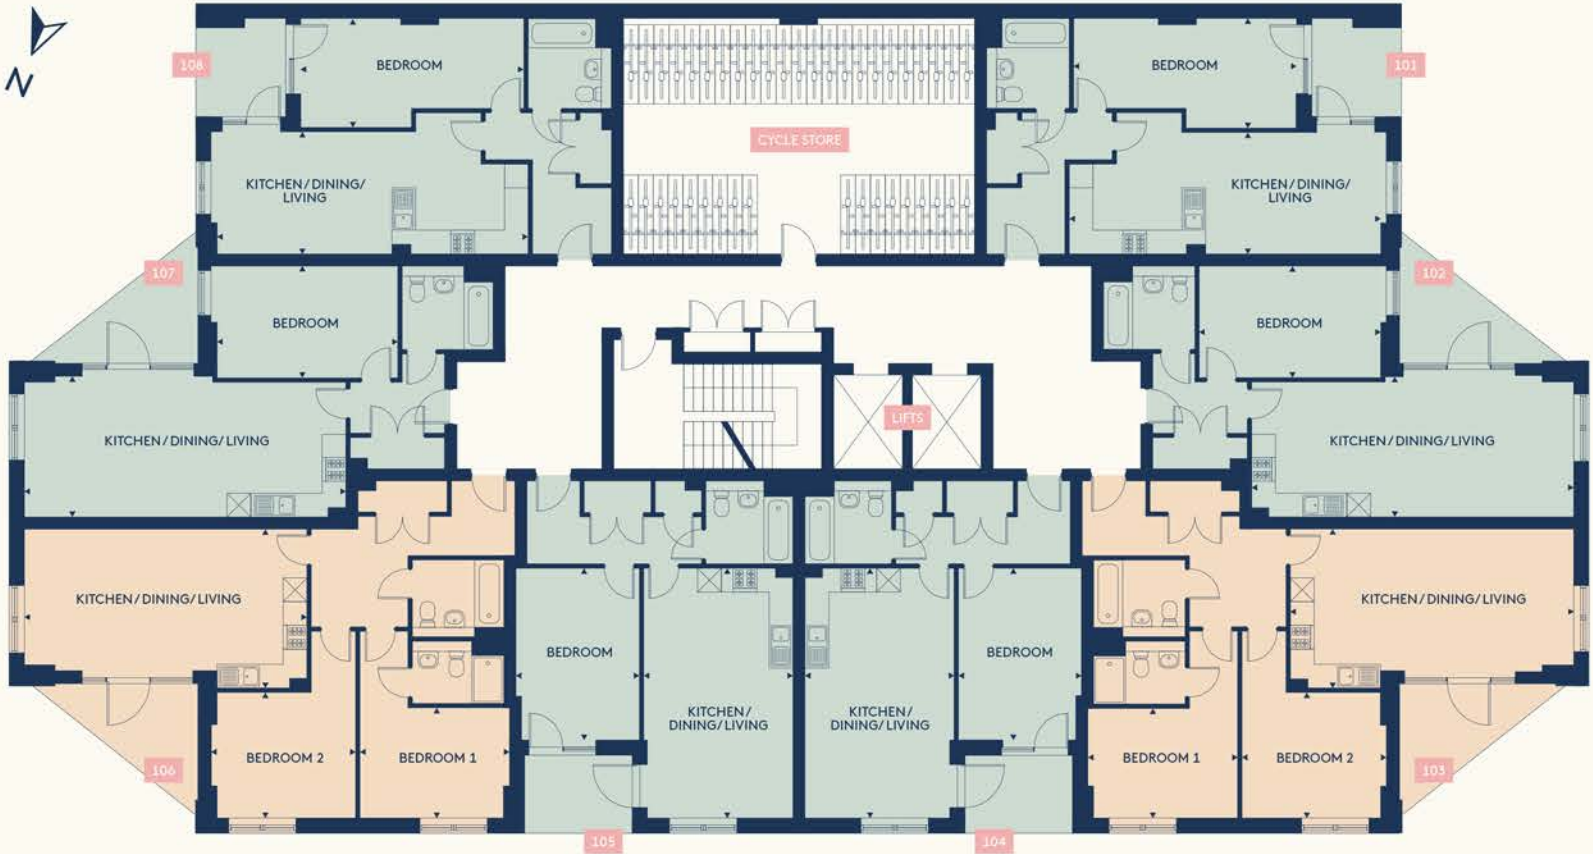 N
108
BEDROOM
BEDROOM
101
CYCLE STORE
KITCHEN / DINING/
LIVING
KITCHEN / DINING/
LIVING
107
BEDROOM
BEDROOM
102
LIFTS
KITCHEN / DINING/ LIVING
KITCHEN / DINING/ LIVING
KITCHEN / DINING/ LIVING
KITCHEN / DINING/ LIVING
BEDROOM
BEDROOM
KITCHEN /
DINING/ LIVING
KITCHEN /
DINING/ LIVING
106
BEDROOM 2
BEDROOM 1
BEDROOM 1
BEDROOM 2
103
105
104